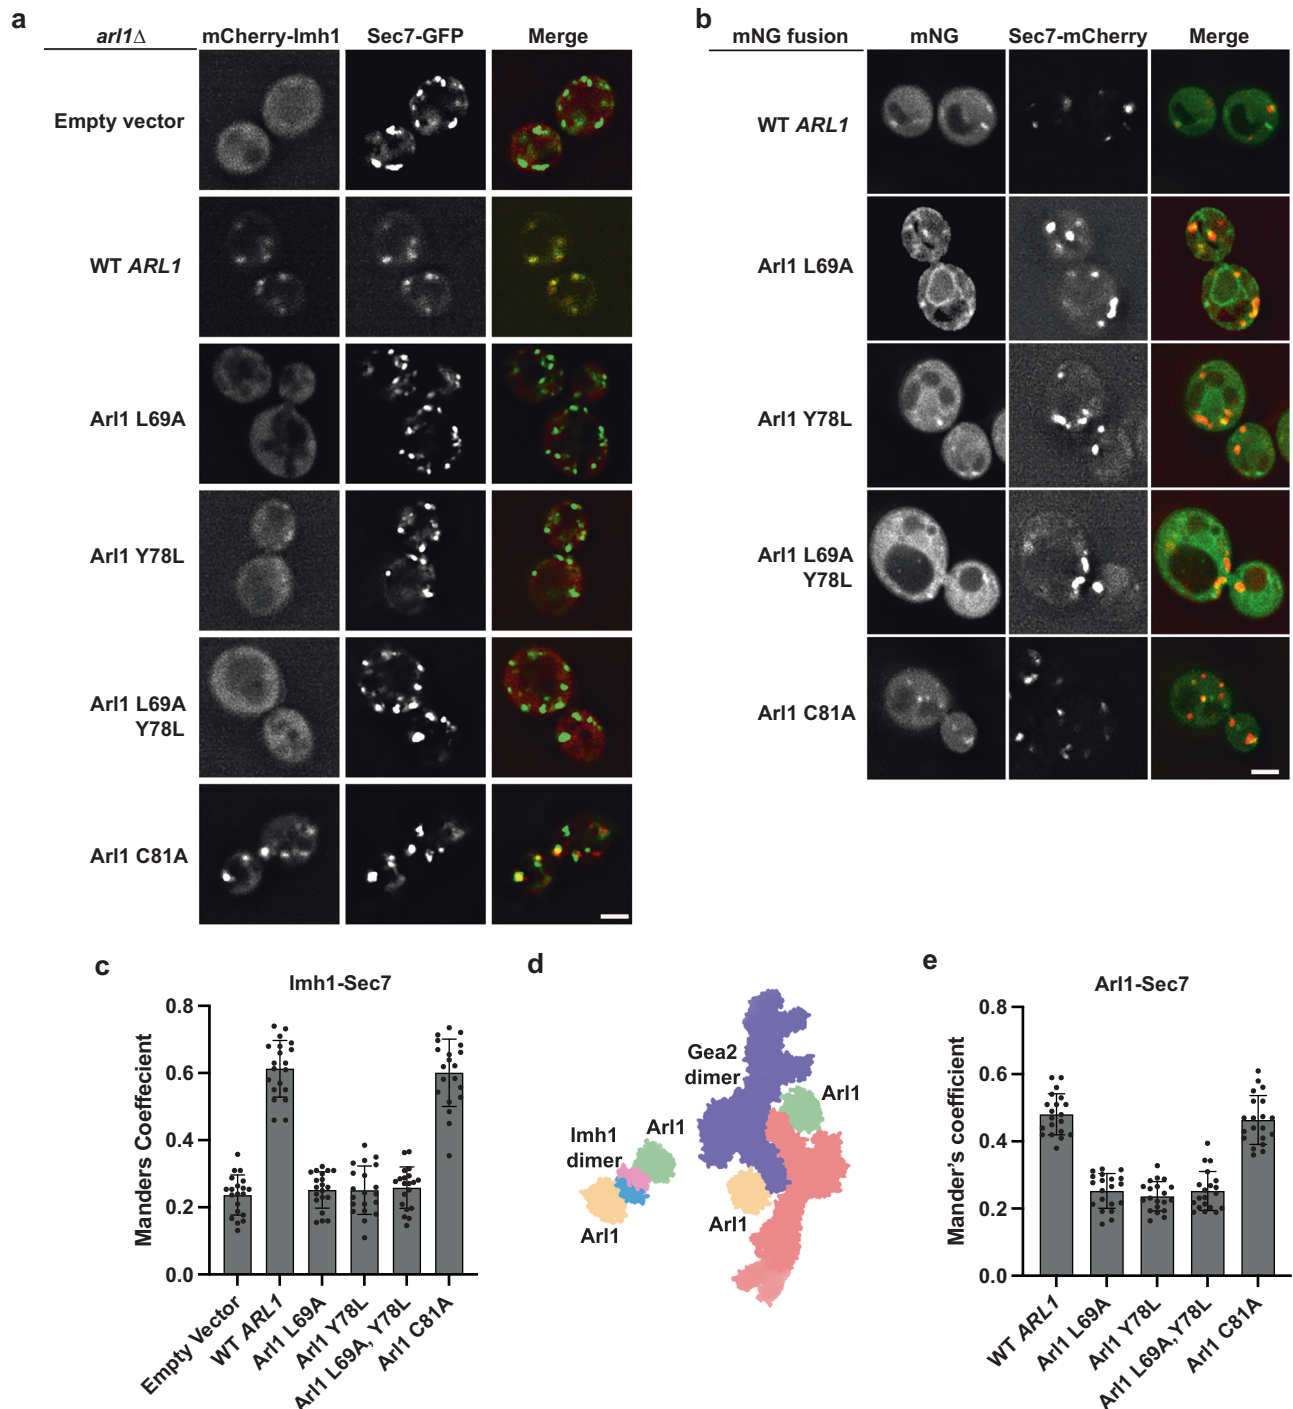 a
arl1Δ mCherry-Imh1 Sec7-GFP Merge
Empty vector
WT ARL1
Arl1 L69A
Arl1 Y78L
Arl1 L69A
Y78L
Arl1 C81A
b
mNG fusion mNG Sec7-mCherry Merge
WT ARL1
Arl1 L69A
Arl1 Y78L
Arl1 L69A
Y78L
Arl1 C81A
c
Imh1-Sec7
Manders Coeffecient
0.8
0.6
0.4
0.2
0.0
Empty Vector
WT ARL1
Arl1 L69A
Arl1 Y78L
Arl1 L69A, Y78L
Arl1 C81A
d
Gea2
dimer
Arl1
Imh1
dimer
Arl1
Arl1
Arl1
e
Arl1-Sec7
Mander's coefficient
0.8
0.6
0.4
0.2
0.0
WT ARL1
Arl1 L69A
Arl1 Y78L
Arl1 L69A,Y78L
Arl1 C81A